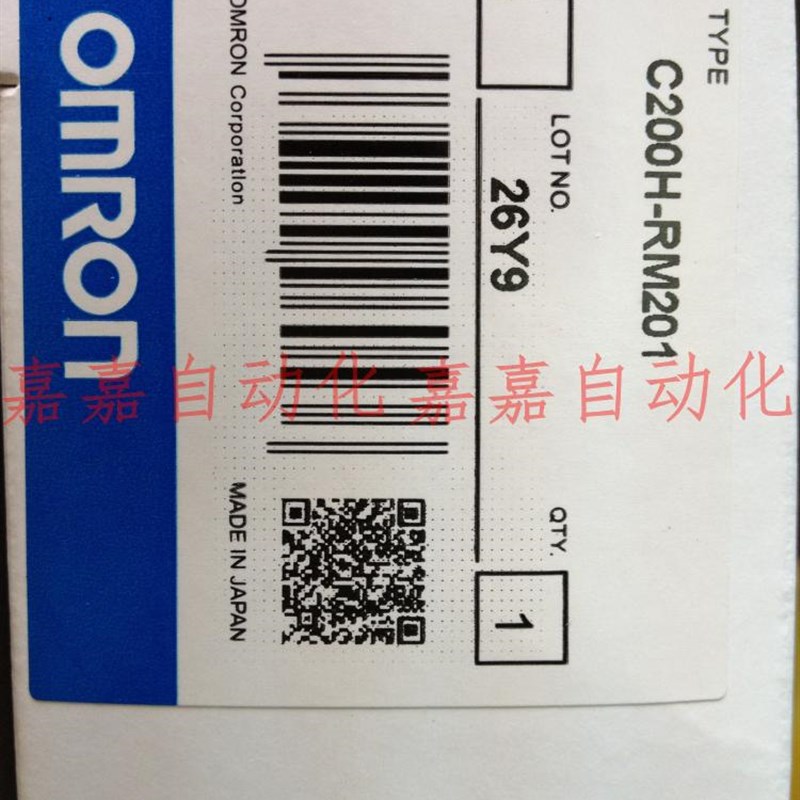 TYPE
C200H-RM201
LOT NO.
26Y9
QTY.
1
OMRON Corporation
MADE IN JAPAN
OMRON
嘉嘉自动化 嘉嘉自动化